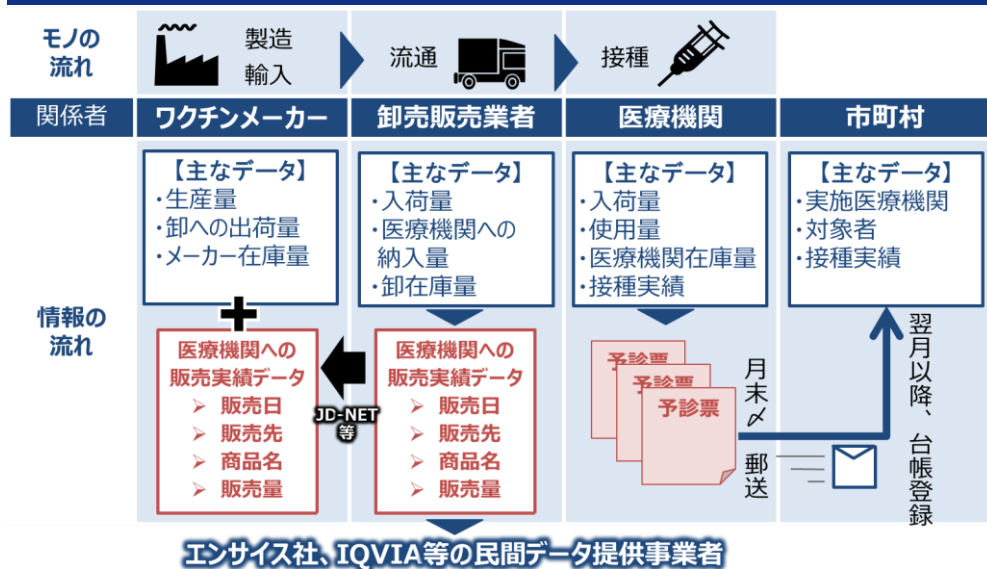 モノの
流れ
製造
輸入
流通
接種
関係者
ワクチンメーカー
卸売販売業者
医療機関
市町村
情報の
流れ
【主なデータ】
・生産量
・卸への出荷量
・メーカー在庫量
医療機関への
販売実績データ
➢ 販売日
➢ 販売先
➢ 商品名
➢ 販売量
JD-NET
等
【主なデータ】
・入荷量
・医療機関への
納入量
・卸在庫量
医療機関への
販売実績データ
➢ 販売日
➢ 販売先
➢ 商品名
➢ 販売量
【主なデータ】
・入荷量
・使用量
・医療機関在庫量
・接種実績
予診票
予診票
予診票
月末〆
郵送
【主なデータ】
・実施医療機関
・対象者
・接種実績
翌月以降、台帳登録
エンサイス社、IQVIA等の民間データ提供事業者